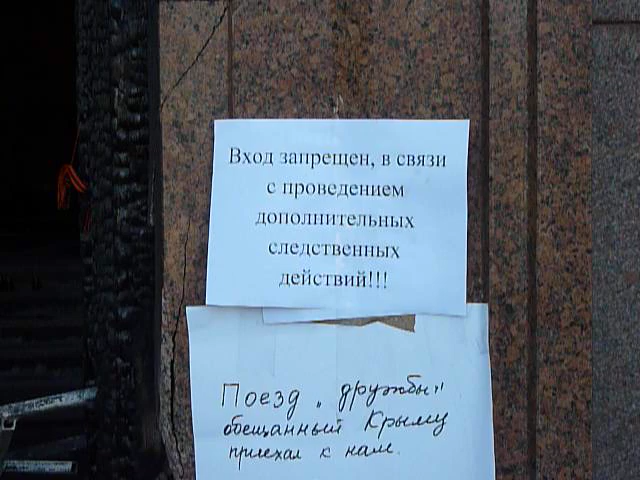 Вход запрещен, в связи
с проведением
дополнительных
следственных
действий!!!
Поезд „дружбы"
обещанный Крыму
приехал к нам.